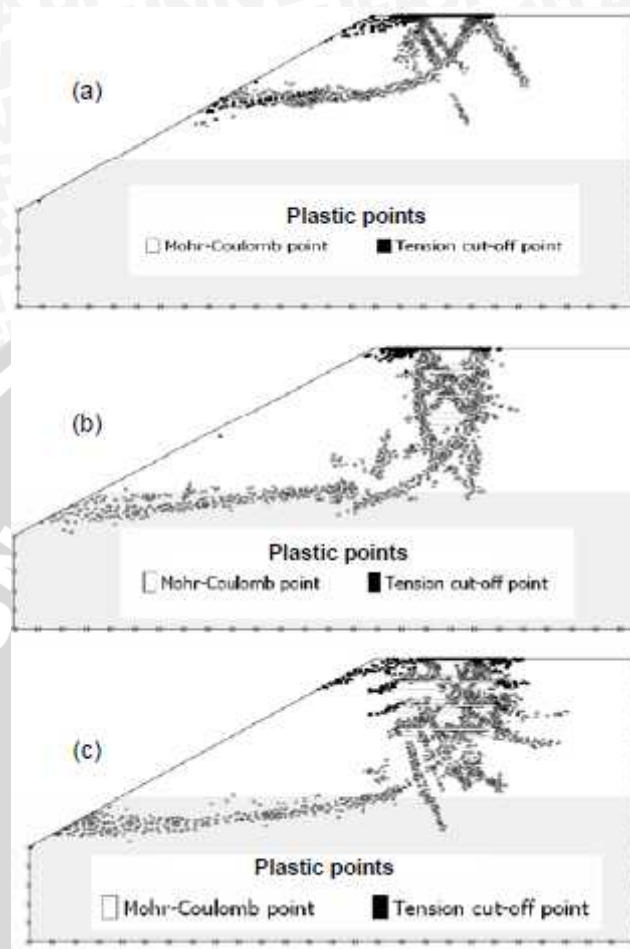 (a)
Plastic points
Mohr-Coulomb point Tension cut-off point
(b)
Plastic points
Mohr-Coulomb point Tension cut-off point
(c)
Plastic points
Mohr-Coulomb point Tension cut-off point